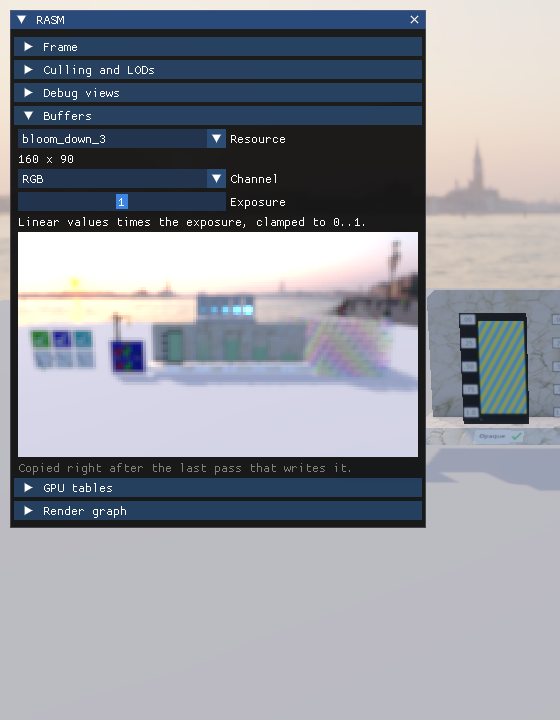 RASM
Frame
Culling and LODs
Debug views
Buffers
bloom_down_3 Resource
160 x 90
RGB Channel
1 Exposure
Linear values times the exposure, clamped to 0..1.
Copied right after the last pass that writes it.
GPU tables
Render graph
Opaque